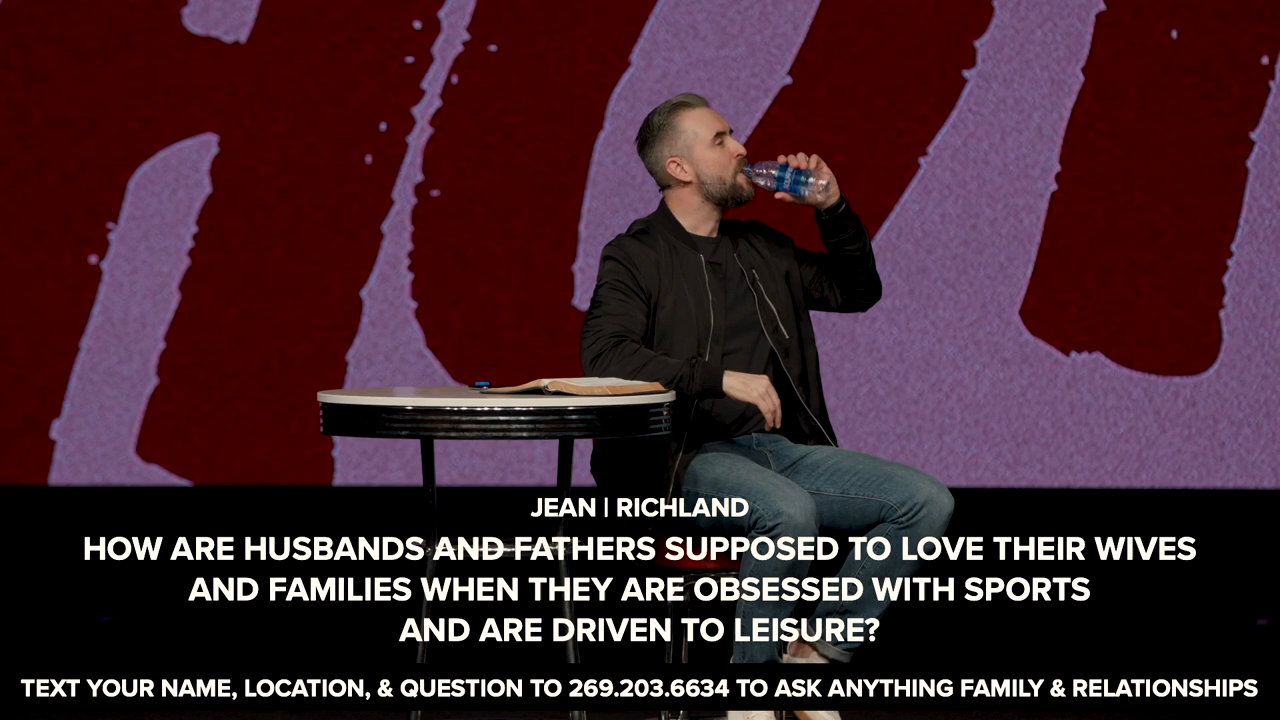 JEAN | RICHLAND
HOW ARE HUSBANDS AND FATHERS SUPPOSED TO LOVE THEIR WIVES
AND FAMILIES WHEN THEY ARE OBSESSED WITH SPORTS
AND ARE DRIVEN TO LEISURE?
TEXT YOUR NAME, LOCATION, & QUESTION TO 269.203.6634 TO ASK ANYTHING FAMILY & RELATIONSHIPS